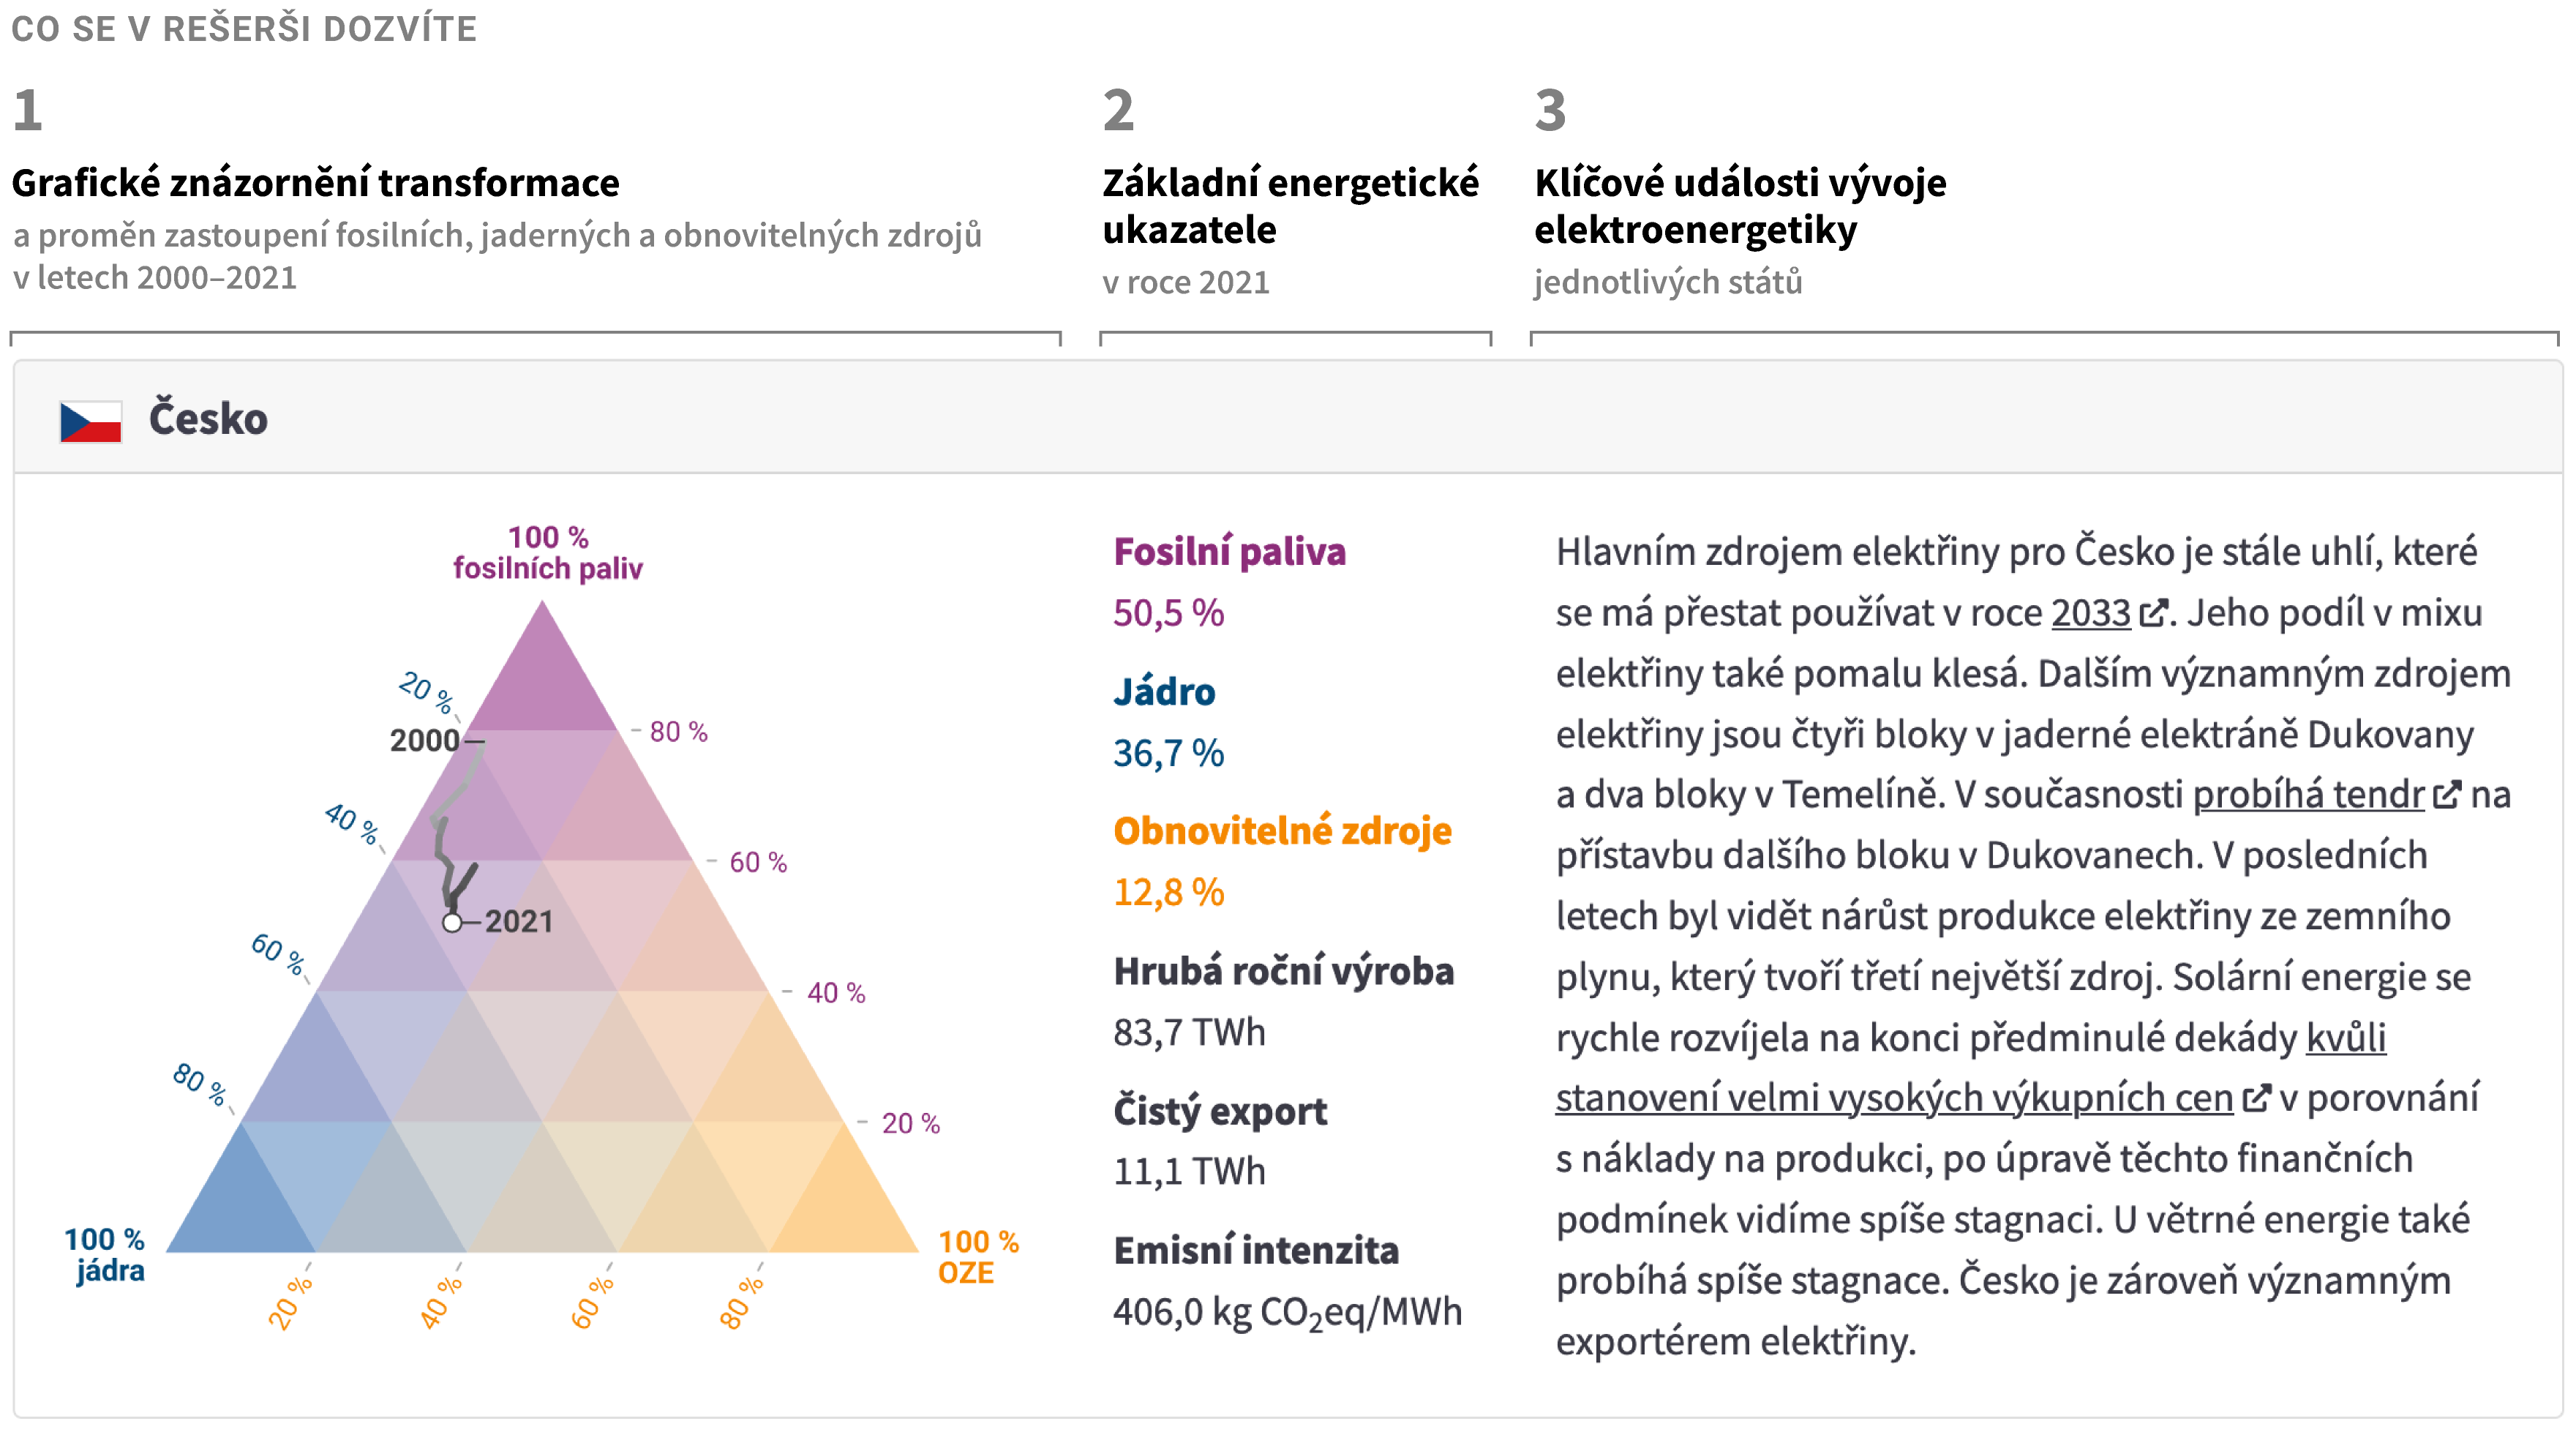 CO SE V REŠERŠI DOZVÍTE
1
Grafické znázornění transformace
a proměn zastoupení fosilních, jaderných a obnovitelných zdrojů
v letech 2000–2021
2
Základní energetické
ukazatele
v roce 2021
3
Klíčové události vývoje
elektroenergetiky
jednotlivých států
Česko
100 %
fosilních paliv
20 %
2000
80 %
40 %
60 %
2021
60 %
40 %
80 %
20 %
100 %
jádra
100 %
OZE
20 %
40 %
60 %
80 %
Fosilní paliva
50,5 %
Jádro
36,7 %
Obnovitelné zdroje
12,8 %
Hrubá roční výroba
83,7 TWh
Čistý export
11,1 TWh
Emisní intenzita
406,0 kg CO₂eq/MWh
Hlavním zdrojem elektřiny pro Česko je stále uhlí, které
se má přestat používat v roce 2033. Jeho podíl v mixu
elektřiny také pomalu klesá. Dalším významným zdrojem
elektřiny jsou čtyři bloky v jaderné elektráně Dukovany
a dva bloky v Temelíně. V současnosti probíhá tendr na
přístavbu dalšího bloku v Dukovanech. V posledních
letech byl vidět nárůst produkce elektřiny ze zemního
plynu, který tvoří třetí největší zdroj. Solární energie se
rychle rozvíjela na konci předminulé dekády kvůli
stanovení velmi vysokých výkupních cen v porovnání
s náklady na produkci, po úpravě těchto finančních
podmínek vidíme spíše stagnaci. U větrné energie také
probíhá spíše stagnace. Česko je zároveň významným
exportérem elektřiny.